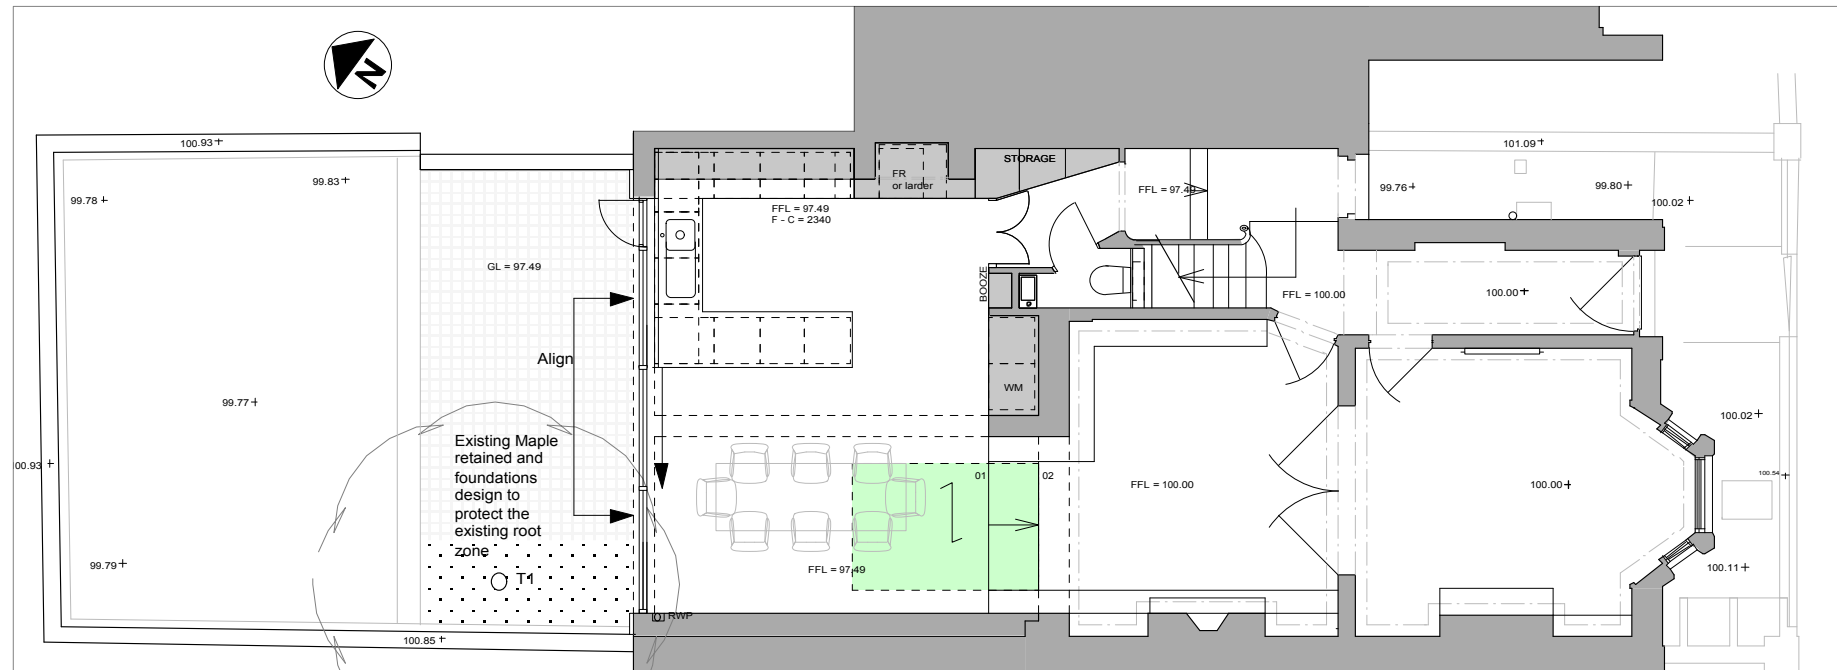 N
100.93
99.78
99.83
GL = 97.49
Align
99.77
100.93
Existing Maple
retained and
foundations
design to
protect the
existing root
zone
T1
99.79
100.85
RWP
FFL = 97.49
F - C = 2340
FR
or larder
STORAGE
FFL = 97.49
BOOZE
WM
01
02
FFL = 97.49
FFL = 100.00
FFL = 100.00
100.00
100.00
101.09
99.76
99.80
100.02
100.02
100.54
100.11